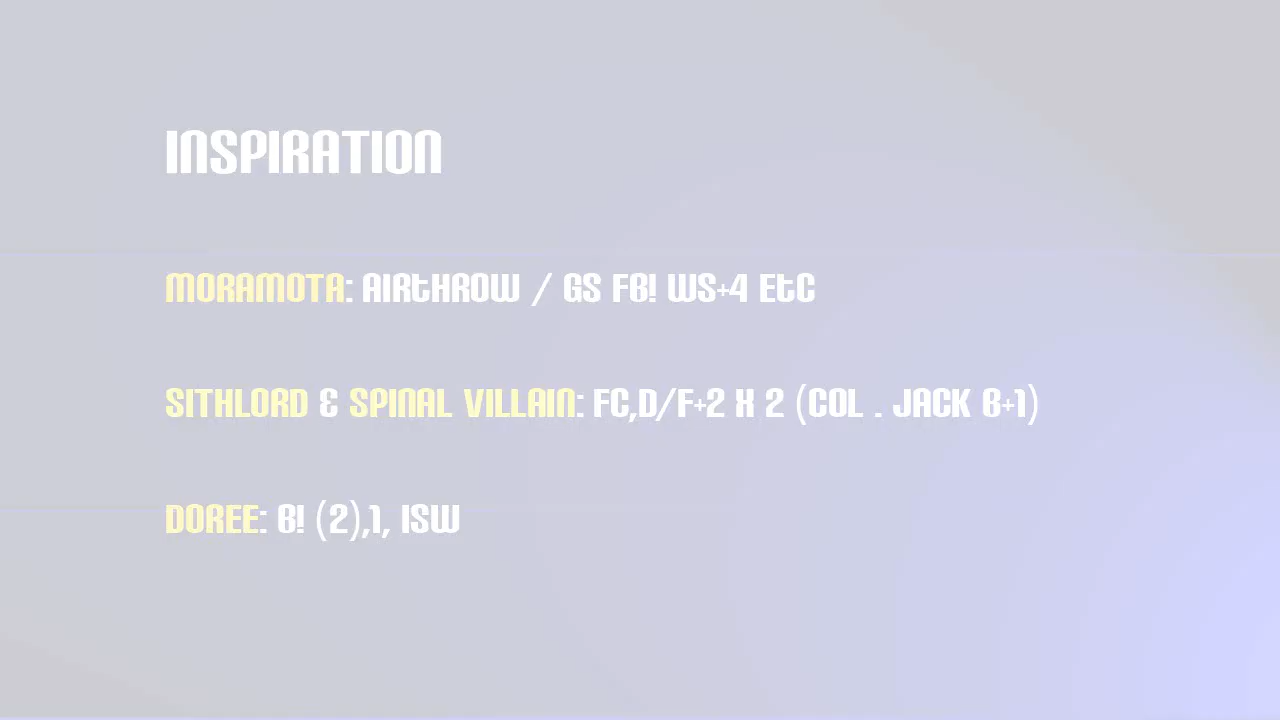 INSPIRATION
MORAMOTA: AIRtHROW / GS FB! WS+4 EtC
SITHLORD & SPINAL VILLAIN: FC,D/F+2 X 2 (COL . JACK B+1)
DOREE: B! (2),1, ISW